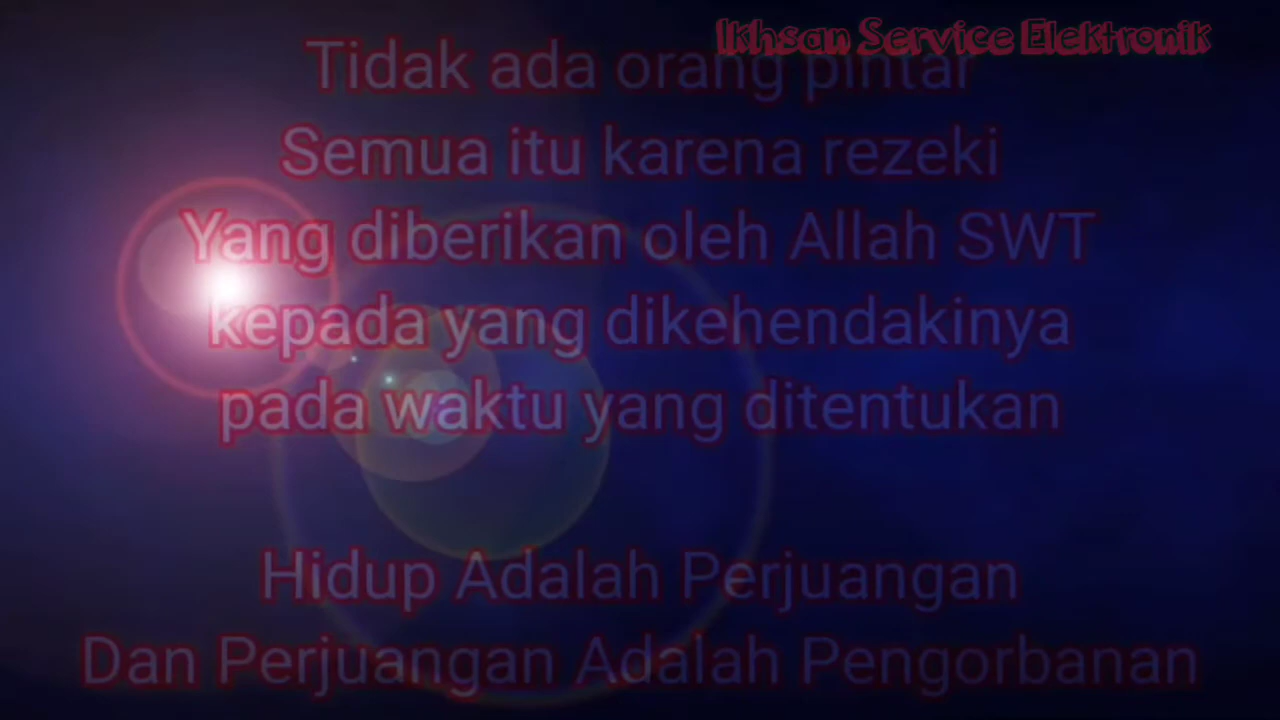 Ikhsan Service Elektronik
Tidak ada orang pintar
Semua itu karena rezeki
Yang diberikan oleh Allah SWT
kepada yang dikehendakinya
pada waktu yang ditentukan
Hidup Adalah Perjuangan
Dan Perjuangan Adalah Pengorbanan